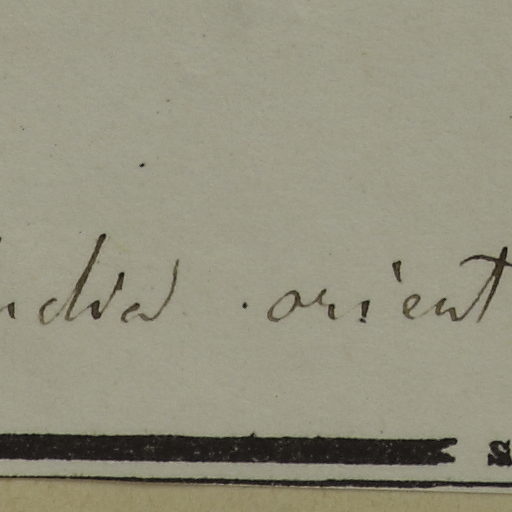 India . orient